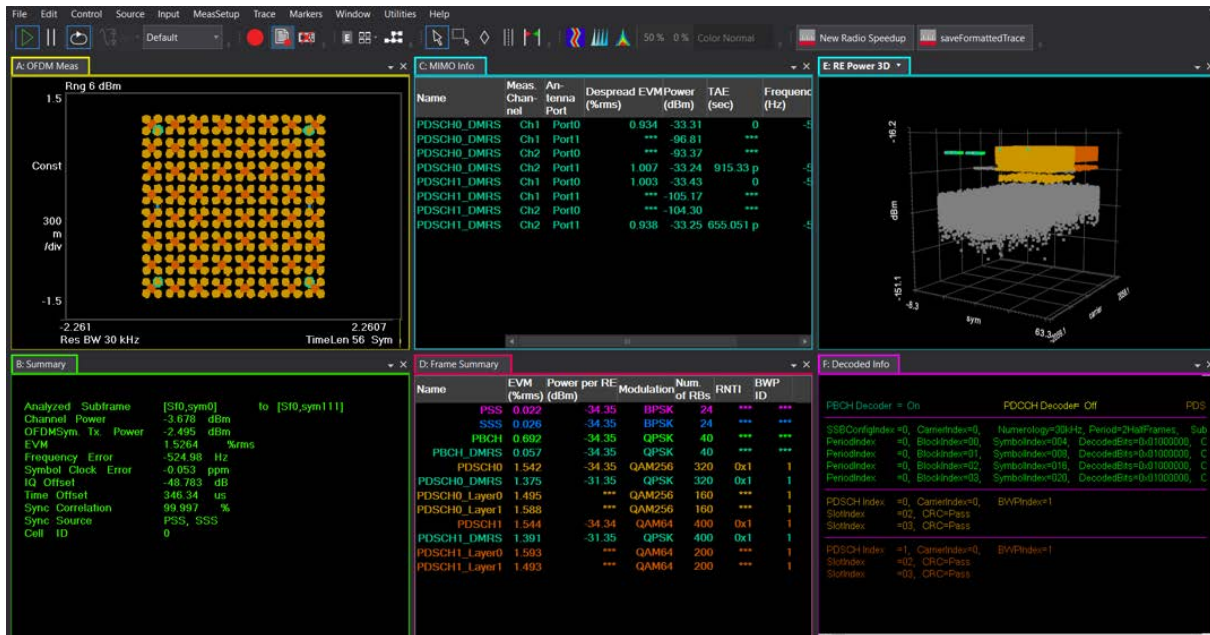 File Edit Control Source Input MeasSetup Trace Markers Window Utilities Help
Default 50 % 0 % Color Normal New Radio Speedup saveFormattedTrace
A: OFDM Meas
Rng 6 dBm
1.5
Const
300
m
/div
-1.5
-2.261 2.2607
Res BW 30 kHz TimeLen 56 Sym
C: MIMO Info
Name Meas. Chan-nel An-tenna Port Despread EVM (%rms) Power (dBm) TAE (sec) Frequenc (Hz)
PDSCH0_DMRS Ch1 Port0 0.934 -33.31 0 -5
PDSCH0_DMRS Ch1 Port1 *** -96.81 ***
PDSCH0_DMRS Ch2 Port0 *** -93.37 ***
PDSCH0_DMRS Ch2 Port1 1.007 -33.24 915.33 p -5
PDSCH1_DMRS Ch1 Port0 1.003 -33.43 0 -5
PDSCH1_DMRS Ch1 Port1 *** -105.17 ***
PDSCH1_DMRS Ch2 Port0 *** -104.30 ***
PDSCH1_DMRS Ch2 Port1 0.938 -33.25 655.051 p -5
E: RE Power 3D
-16.2
dBm
-151.1
-6.3
sym
63.3
carrier
B: Summary
Analyzed Subframe [Sf0,sym0] to [Sf0,sym111]
Channel Power -3.678 dBm
OFDMSym. Tx. Power -2.495 dBm
EVM 1.5264 %rms
Frequency Error -524.98 Hz
Symbol Clock Error -0.053 ppm
IQ Offset -48.783 dB
Time Offset 346.34 us
Sync Correlation 99.997 %
Sync Source PSS, SSS
Cell ID 0
D: Frame Summary
Name EVM (%rms) Power per RE (dBm) Modulation Num. of RBs RNTI BWP ID
PSS 0.022 -34.35 BPSK 24 *** ***
SSS 0.026 -34.35 BPSK 24 *** ***
PBCH 0.692 -34.35 QPSK 40 *** ***
PBCH_DMRS 0.057 -34.35 QPSK 40 *** ***
PDSCH0 1.542 -34.35 QAM256 320 0x1 1
PDSCH0_DMRS 1.375 -31.35 QPSK 320 0x1 1
PDSCH0_Layer0 1.495 *** QAM256 160 *** 1
PDSCH0_Layer1 1.588 *** QAM256 160 *** 1
PDSCH1 1.544 -34.34 QAM64 400 0x1 1
PDSCH1_DMRS 1.391 -31.35 QPSK 400 0x1 1
PDSCH1_Layer0 1.593 *** QAM64 200 *** 1
PDSCH1_Layer1 1.493 *** QAM64 200 *** 1
F: Decoded Info
PBCH Decoder = On PDCCH Decoder= Off PDS
SSBConfigIndex =0, CarrierIndex=0, Numerology=30kHz, Period=2HalfFrames, Sub
PeriodIndex =0, BlockIndex=00, SymbolIndex=004, DecodedBits=0x01000000, C
PeriodIndex =0, BlockIndex=01, SymbolIndex=008, DecodedBits=0x01000000, C
PeriodIndex =0, BlockIndex=02, SymbolIndex=016, DecodedBits=0x01000000, C
PeriodIndex =0, BlockIndex=03, SymbolIndex=020, DecodedBits=0x01000000, C
PDSCH Index =0, CarrierIndex=0, BWPIndex=1
SlotIndex =02, CRC=Pass
SlotIndex =03, CRC=Pass
PDSCH Index =1, CarrierIndex=0, BWPIndex=1
SlotIndex =02, CRC=Pass
SlotIndex =03, CRC=Pass